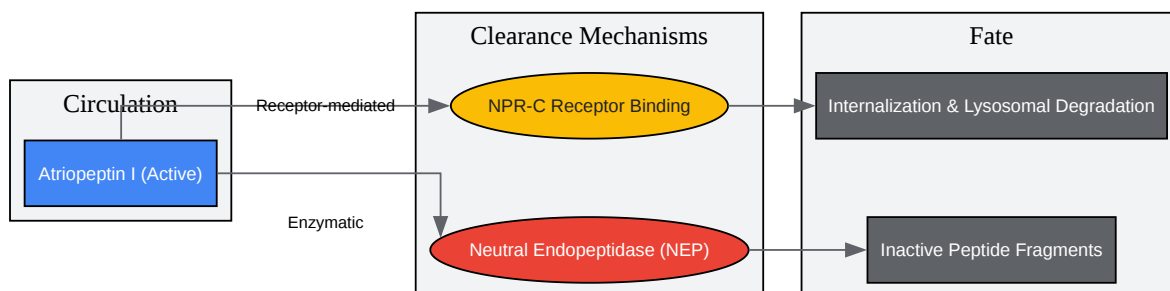 Circulation
Atriopeptin I (Active)
Receptor-mediated
Enzymatic
Clearance Mechanisms
NPR-C Receptor Binding
Neutral Endopeptidase (NEP)
Fate
Internalization & Lysosomal Degradation
Inactive Peptide Fragments